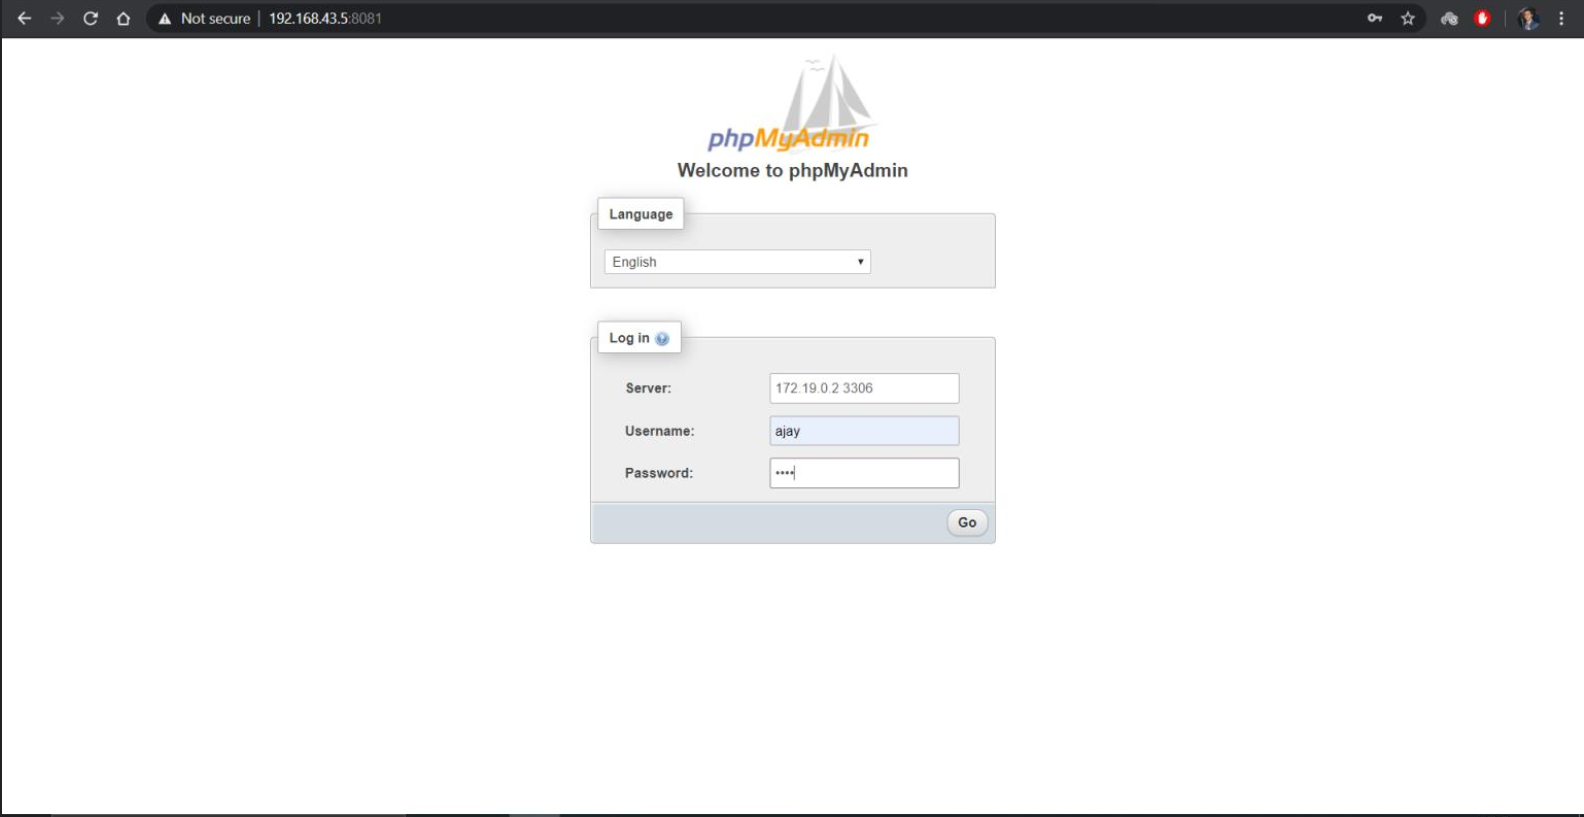 Not secure | 192.168.43.5:8081
phpMyAdmin
Welcome to phpMyAdmin
Language
English
Log in
Server: 172.19.0.2 3306
Username: ajay
Password: ••••
Go